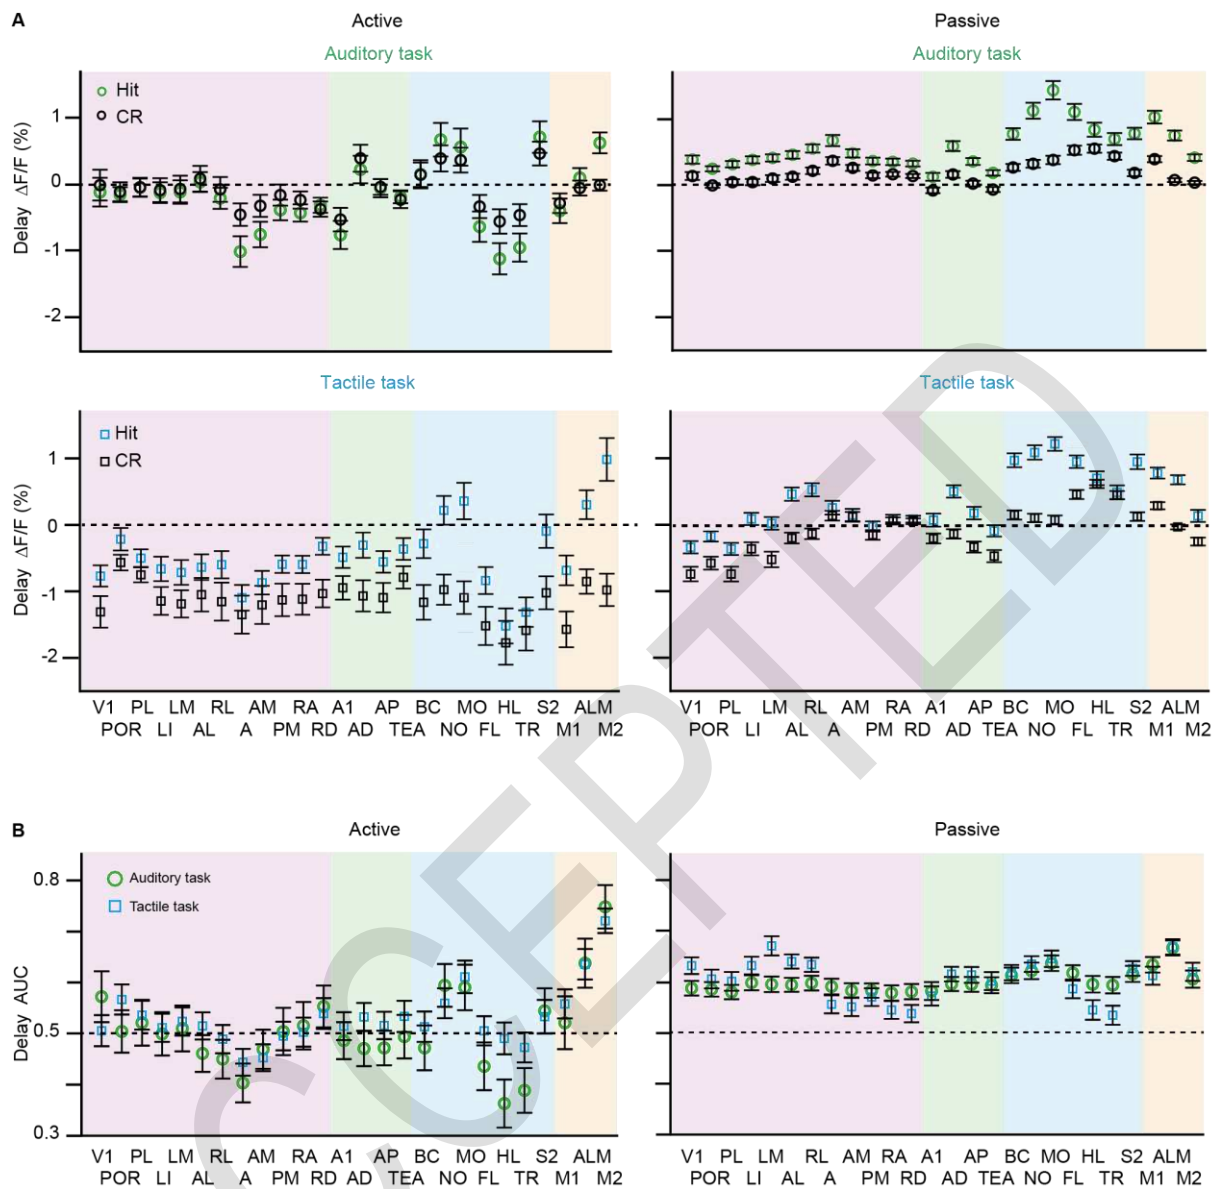 A
Active
Passive
Auditory task
Auditory task
Hit
CR
1
0
-1
-2
Delay ΔF/F (%)
Tactile task
Tactile task
Hit
CR
1
0
-1
-2
Delay ΔF/F (%)
V1 PL LM RL AM RA A1 AP BC MO HL S2 ALM
POR LI AL A PM RD AD TEA NO FL TR M1 M2
V1 PL LM RL AM RA A1 AP BC MO HL S2 ALM
POR LI AL A PM RD AD TEA NO FL TR M1 M2
B
Active
Passive
Auditory task
Tactile task
0.8
0.5
0.3
Delay AUC
V1 PL LM RL AM RA A1 AP BC MO HL S2 ALM
POR LI AL A PM RD AD TEA NO FL TR M1 M2
V1 PL LM RL AM RA A1 AP BC MO HL S2 ALM
POR LI AL A PM RD AD TEA NO FL TR M1 M2
CCEPTED